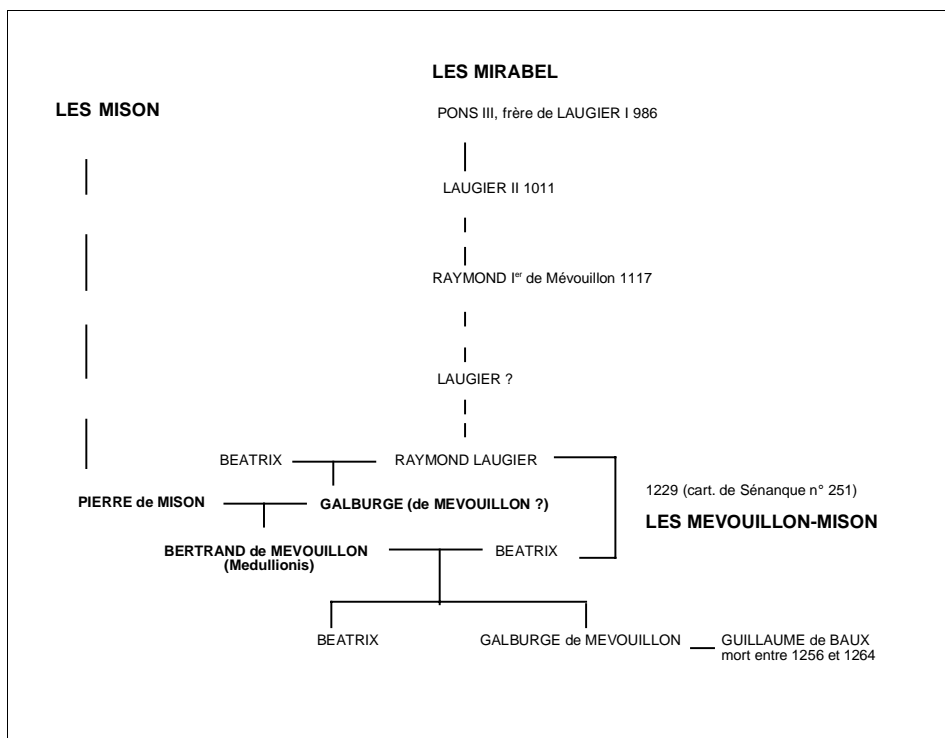 LES MIRABEL
LES MISON
PONS III, frère de LAUGIER I 986
LAUGIER II 1011
RAYMOND Iᵉʳ de Mévouillon 1117
LAUGIER ?
BEATRIX
RAYMOND LAUGIER
1229 (cart. de Sénanque n° 251)
PIERRE de MISON
GALBURGE (de MEVOUILLON ?)
LES MEVOUILLON-MISON
BERTRAND de MEVOUILLON
(Medullionis)
BEATRIX
BEATRIX
GALBURGE de MEVOUILLON
GUILLAUME de BAUX
mort entre 1256 et 1264